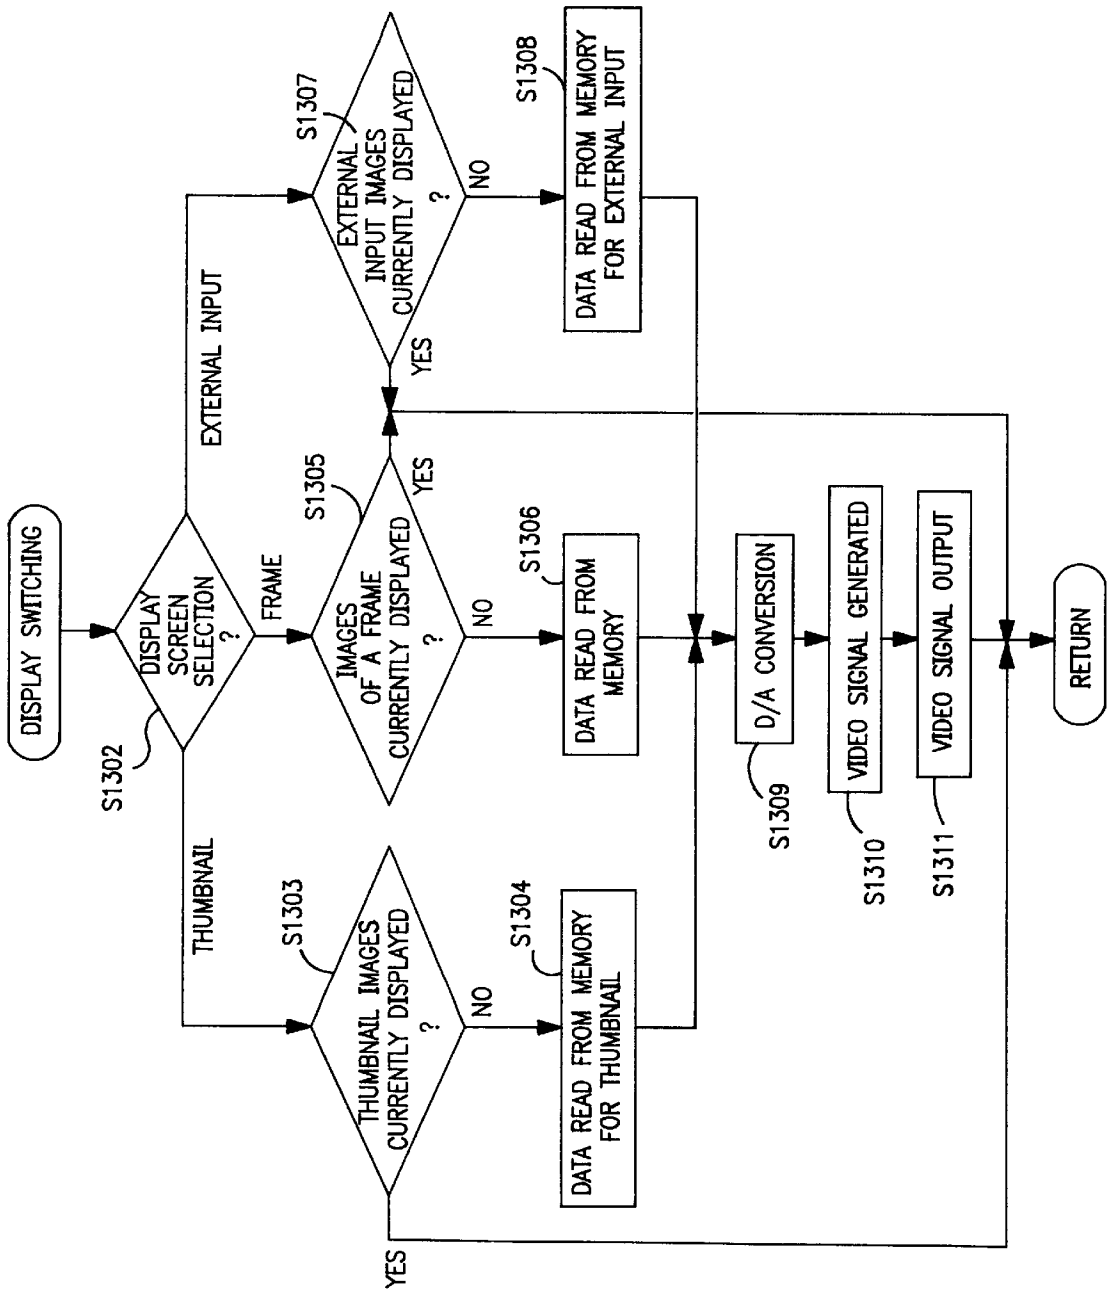 DISPLAY SWITCHING
S1302
DISPLAY
SCREEN
SELECTION
?
THUMBNAIL
FRAME
EXTERNAL INPUT
S1303
THUMBNAIL IMAGES
CURRENTLY DISPLAYED
?
YES
NO
S1305
IMAGES
OF A FRAME
CURRENTLY DISPLAYED
?
YES
NO
S1307
EXTERNAL
INPUT IMAGES
CURRENTLY DISPLAYED
?
YES
NO
S1304
DATA READ FROM MEMORY
FOR THUMBNAIL
S1306
DATA READ FROM
MEMORY
S1308
DATA READ FROM MEMORY
FOR EXTERNAL INPUT
S1309
D/A CONVERSION
S1310
VIDEO SIGNAL GENERATED
S1311
VIDEO SIGNAL OUTPUT
RETURN